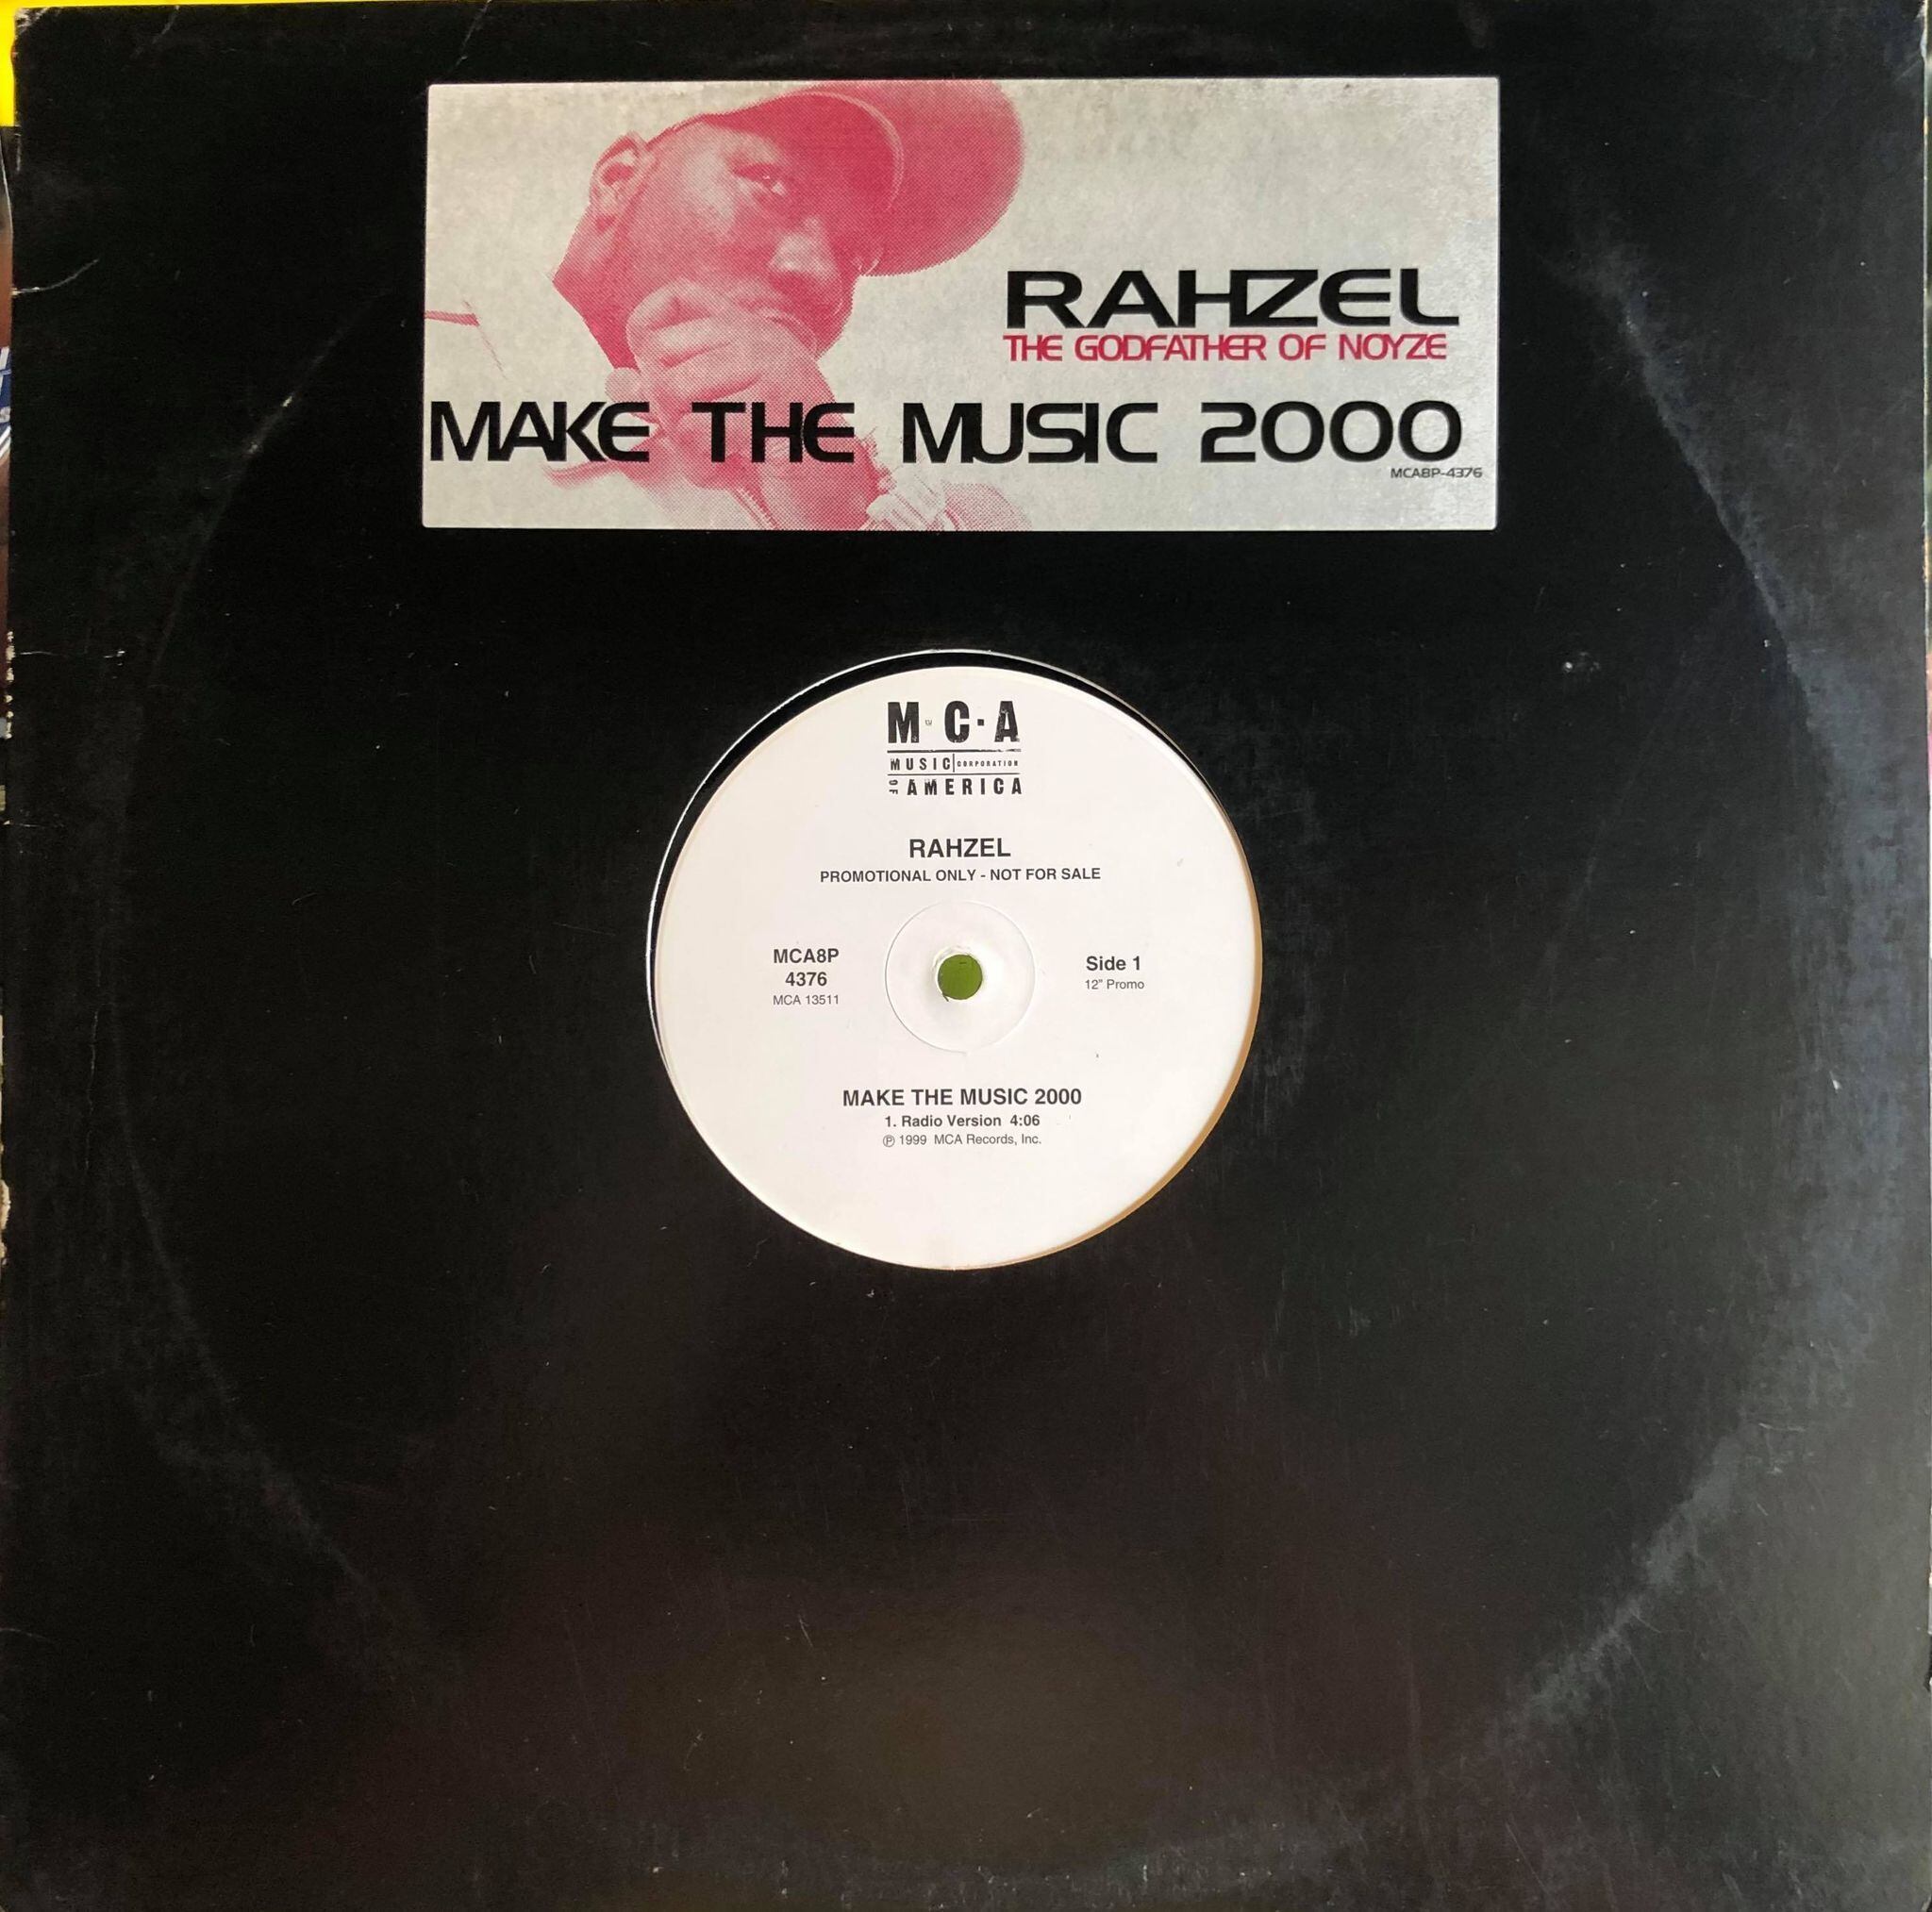 RAHZEL
THE GODFATHER OF NOYZE
MAKE THE MUSIC 2000
MCA8P-4376
M·C·A
MUSIC CORPORATION
OF AMERICA
RAHZEL
PROMOTIONAL ONLY - NOT FOR SALE
MCA8P
4376
MCA 13511
Side 1
12" Promo
MAKE THE MUSIC 2000
1. Radio Version 4:06
℗ 1999 MCA Records, Inc.